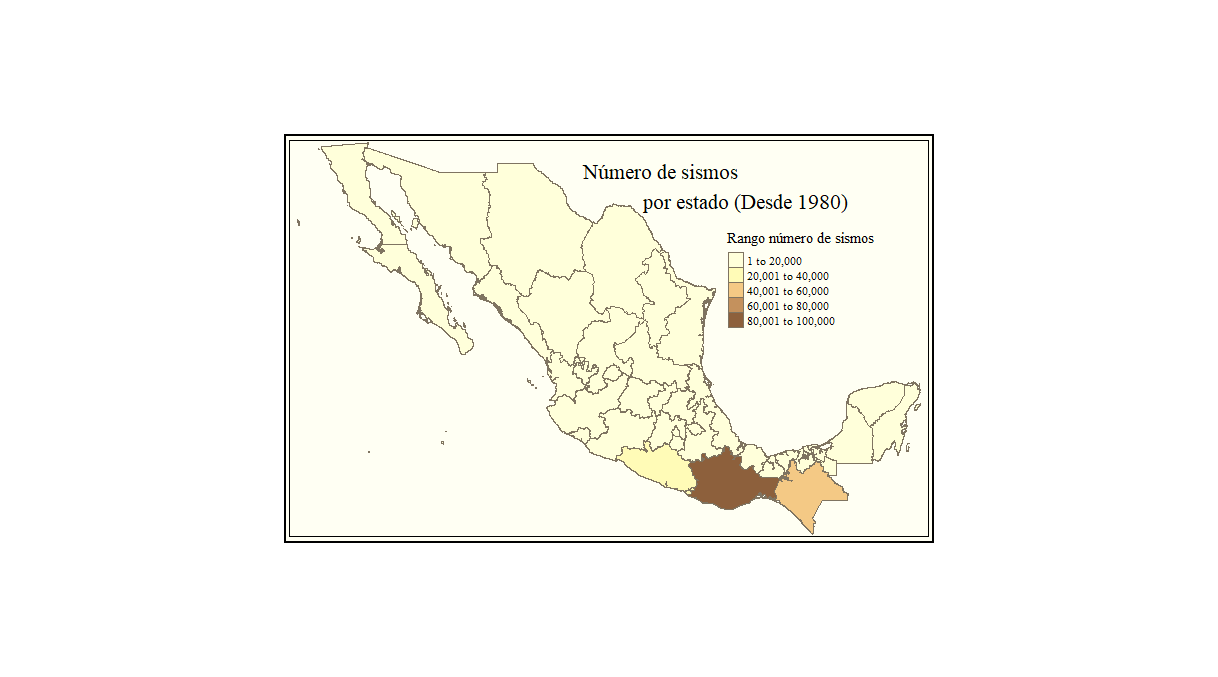 Número de sismos
por estado (Desde 1980)
Rango número de sismos
1 to 20,000
20,001 to 40,000
40,001 to 60,000
60,001 to 80,000
80,001 to 100,000